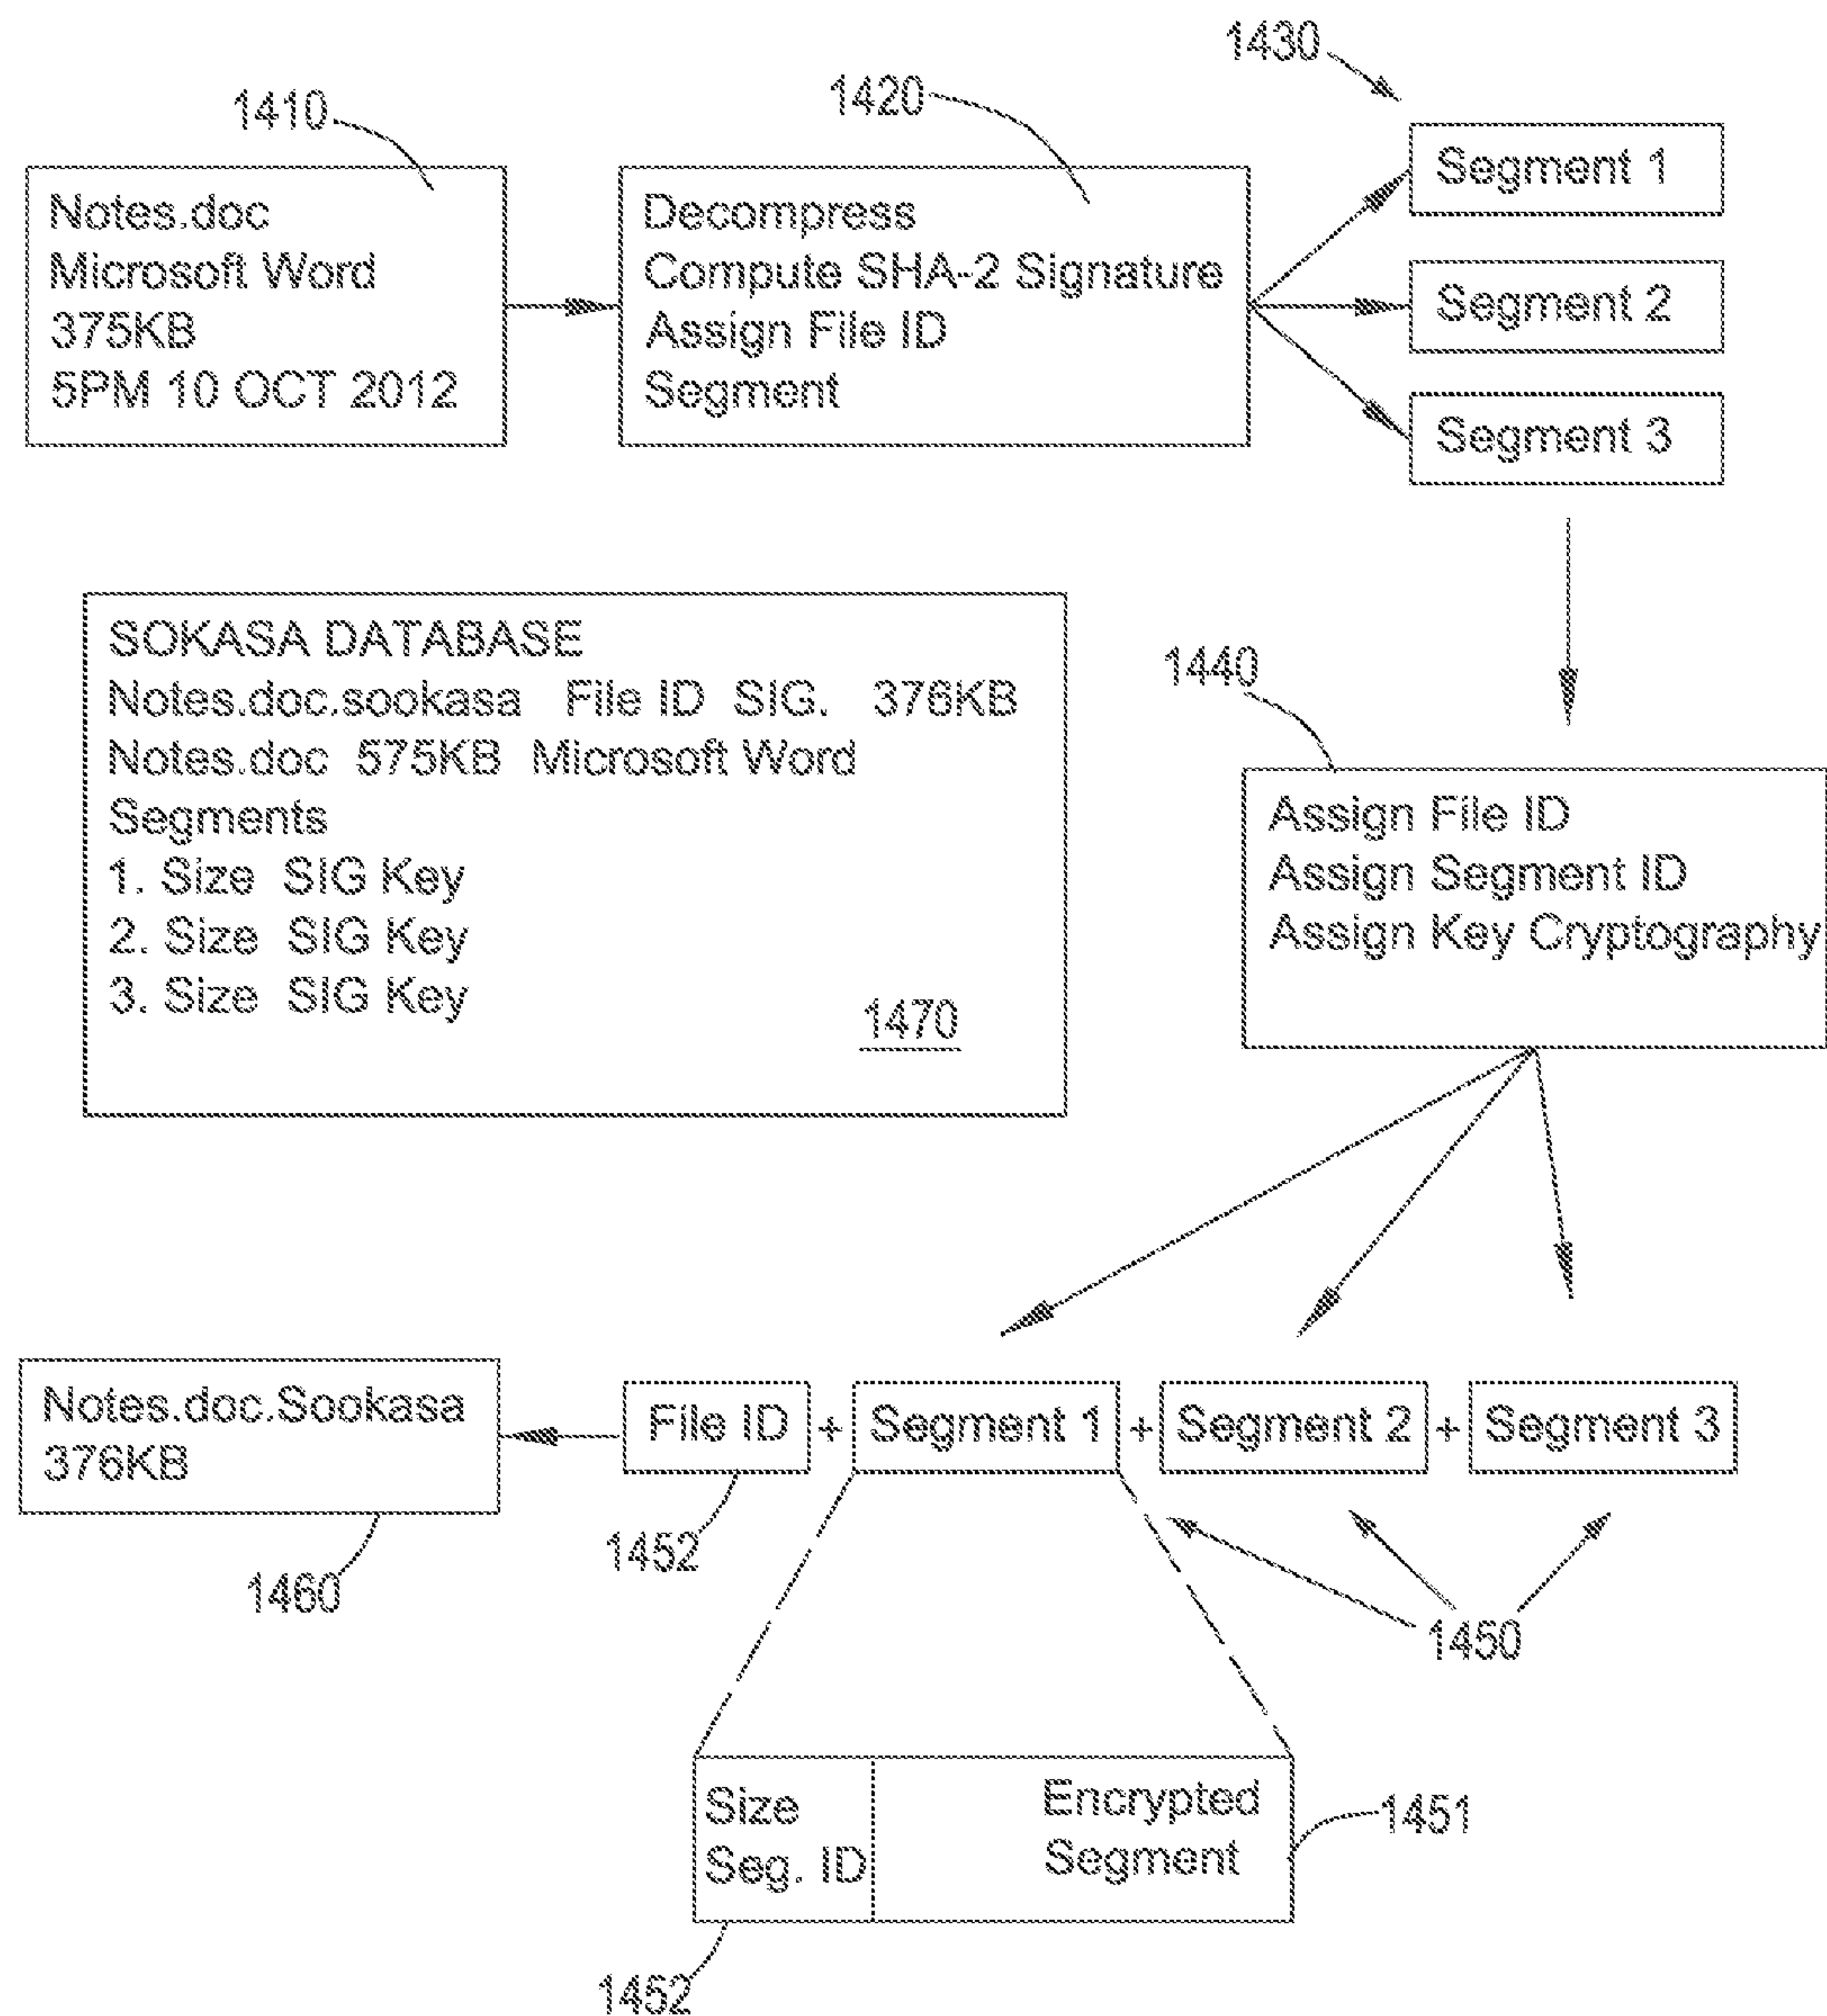 1430
1410
1420
Notes.doc
Microsoft Word
375KB
5PM 10 OCT 2012
Decompress
Compute SHA-2 Signature
Assign File ID
Segment
Segment 1
Segment 2
Segment 3
SOKASA DATABASE
Notes.doc.sookasa File ID SIG. 376KB
Notes.doc 575KB Microsoft Word
Segments
1. Size SIG Key
2. Size SIG Key
3. Size SIG Key
1470
1440
Assign File ID
Assign Segment ID
Assign Key Cryptography
Notes.doc.Sookasa
376KB
1460
File ID + Segment 1 + Segment 2 + Segment 3
1452
1450
Size
Seg. ID
Encrypted
Segment
1451
1452